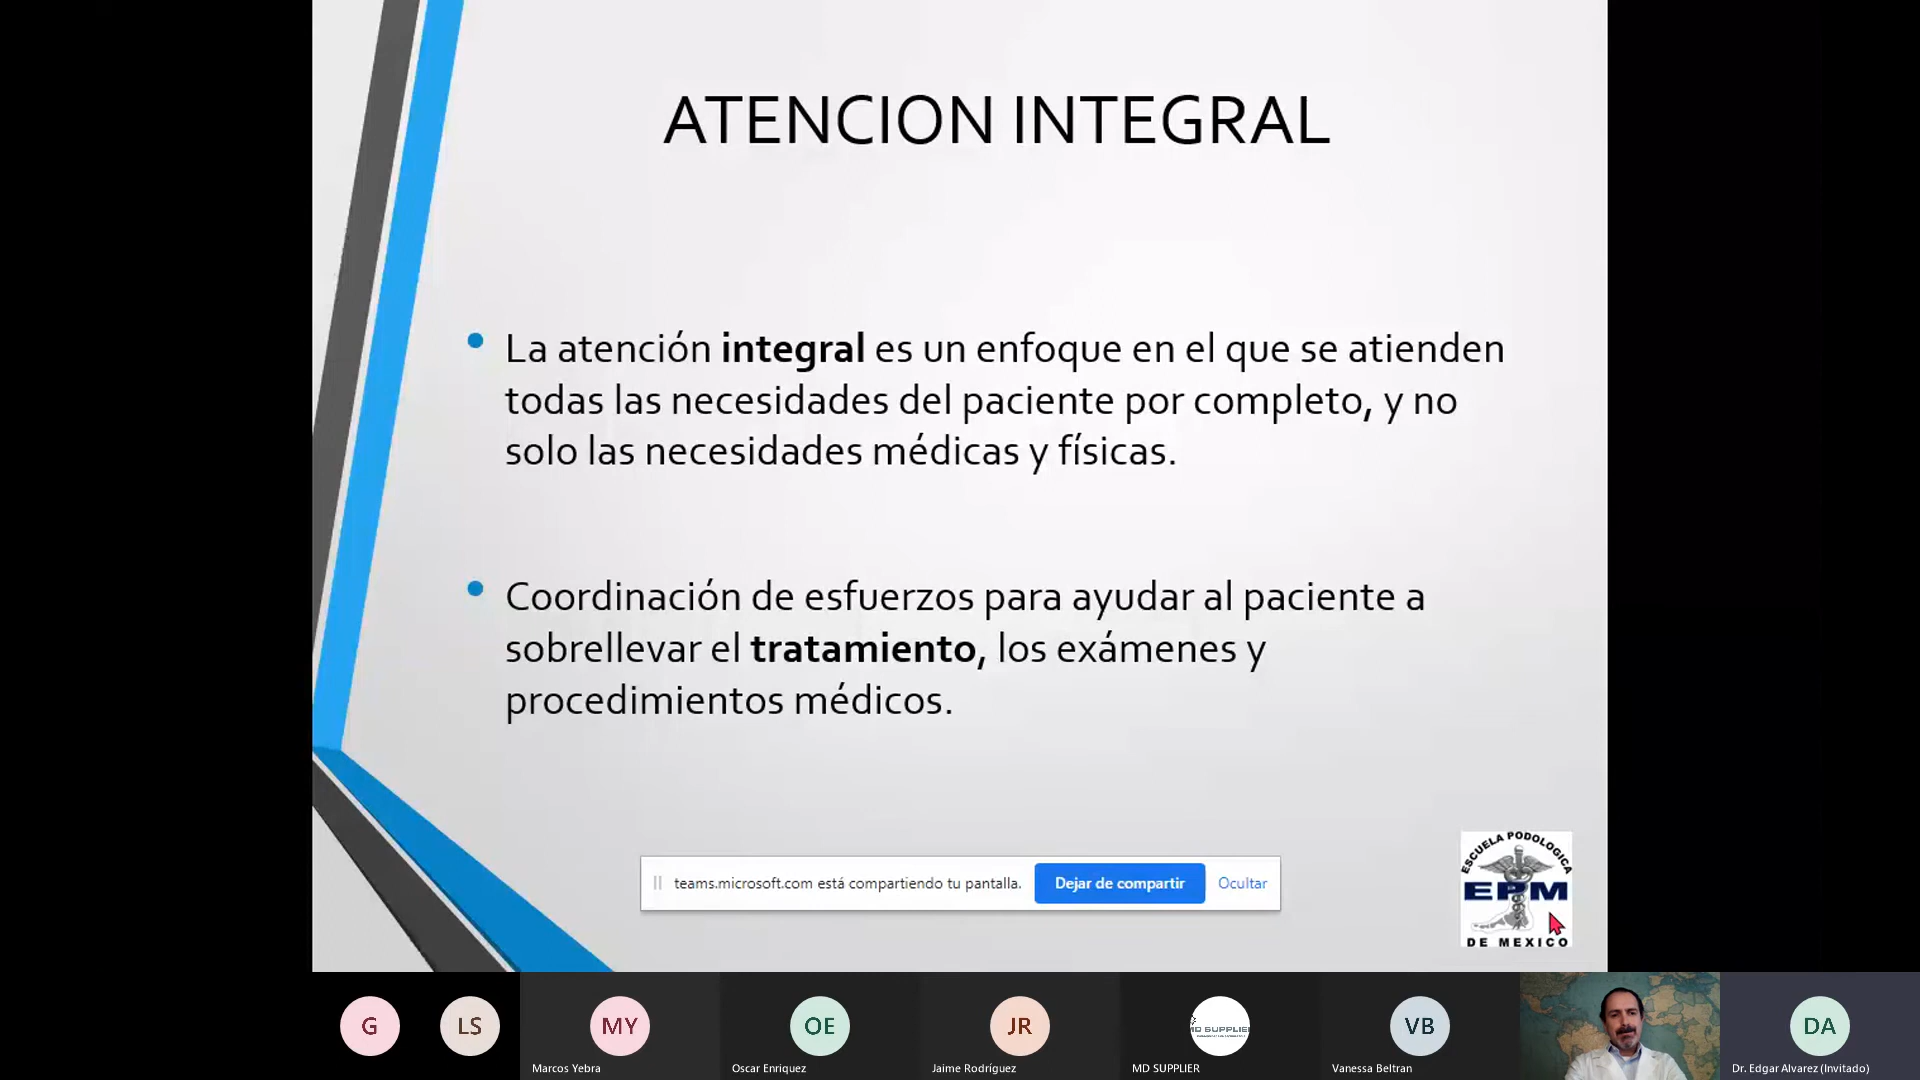 ATENCION INTEGRAL
La atención integral es un enfoque en el que se atienden
todas las necesidades del paciente por completo, y no
solo las necesidades médicas y físicas.
Coordinación de esfuerzos para ayudar al paciente a
sobrellevar el tratamiento, los exámenes y
procedimientos médicos.
teams.microsoft.com está compartiendo tu pantalla.
Dejar de compartir
Ocultar
ESCUELA PODOLOGICA
EPM
DE MEXICO
G
LS
MY
OE
JR
MD SUPPLIER
VB
DA
Marcos Yebra
Oscar Enriquez
Jaime Rodríguez
MD SUPPLIER
Vanessa Beltran
Dr. Edgar Alvarez (Invitado)